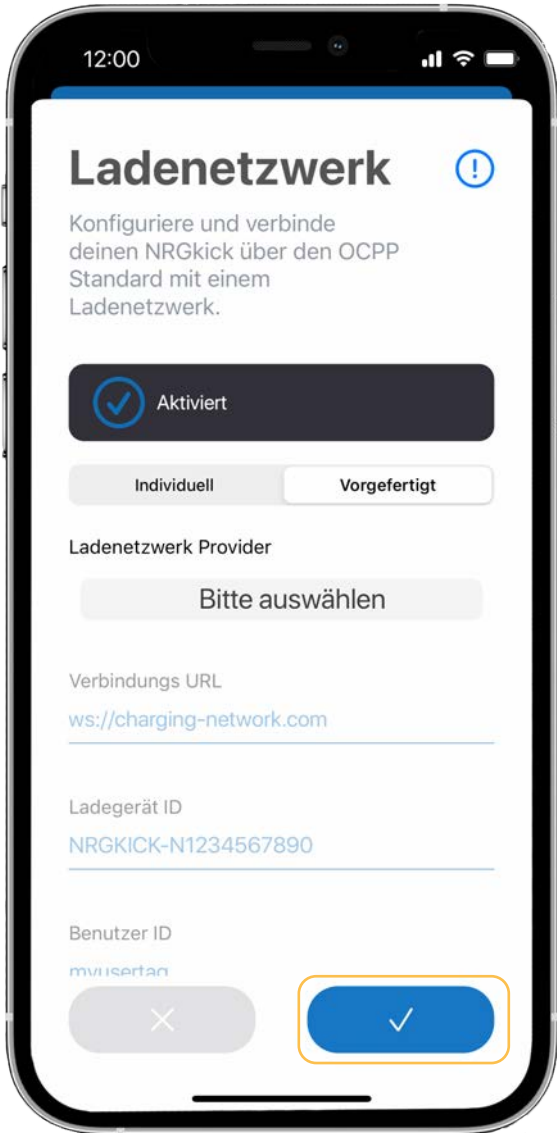 12:00
Ladenetzwerk
Konfiguriere und verbinde
deinen NRGkick über den OCPP
Standard mit einem
Ladenetzwerk.
Aktiviert
Individuell Vorgefertigt
Ladenetzwerk Provider
Bitte auswählen
Verbindungs URL
ws://charging-network.com
Ladegerät ID
NRGKICK-N1234567890
Benutzer ID
myusertag